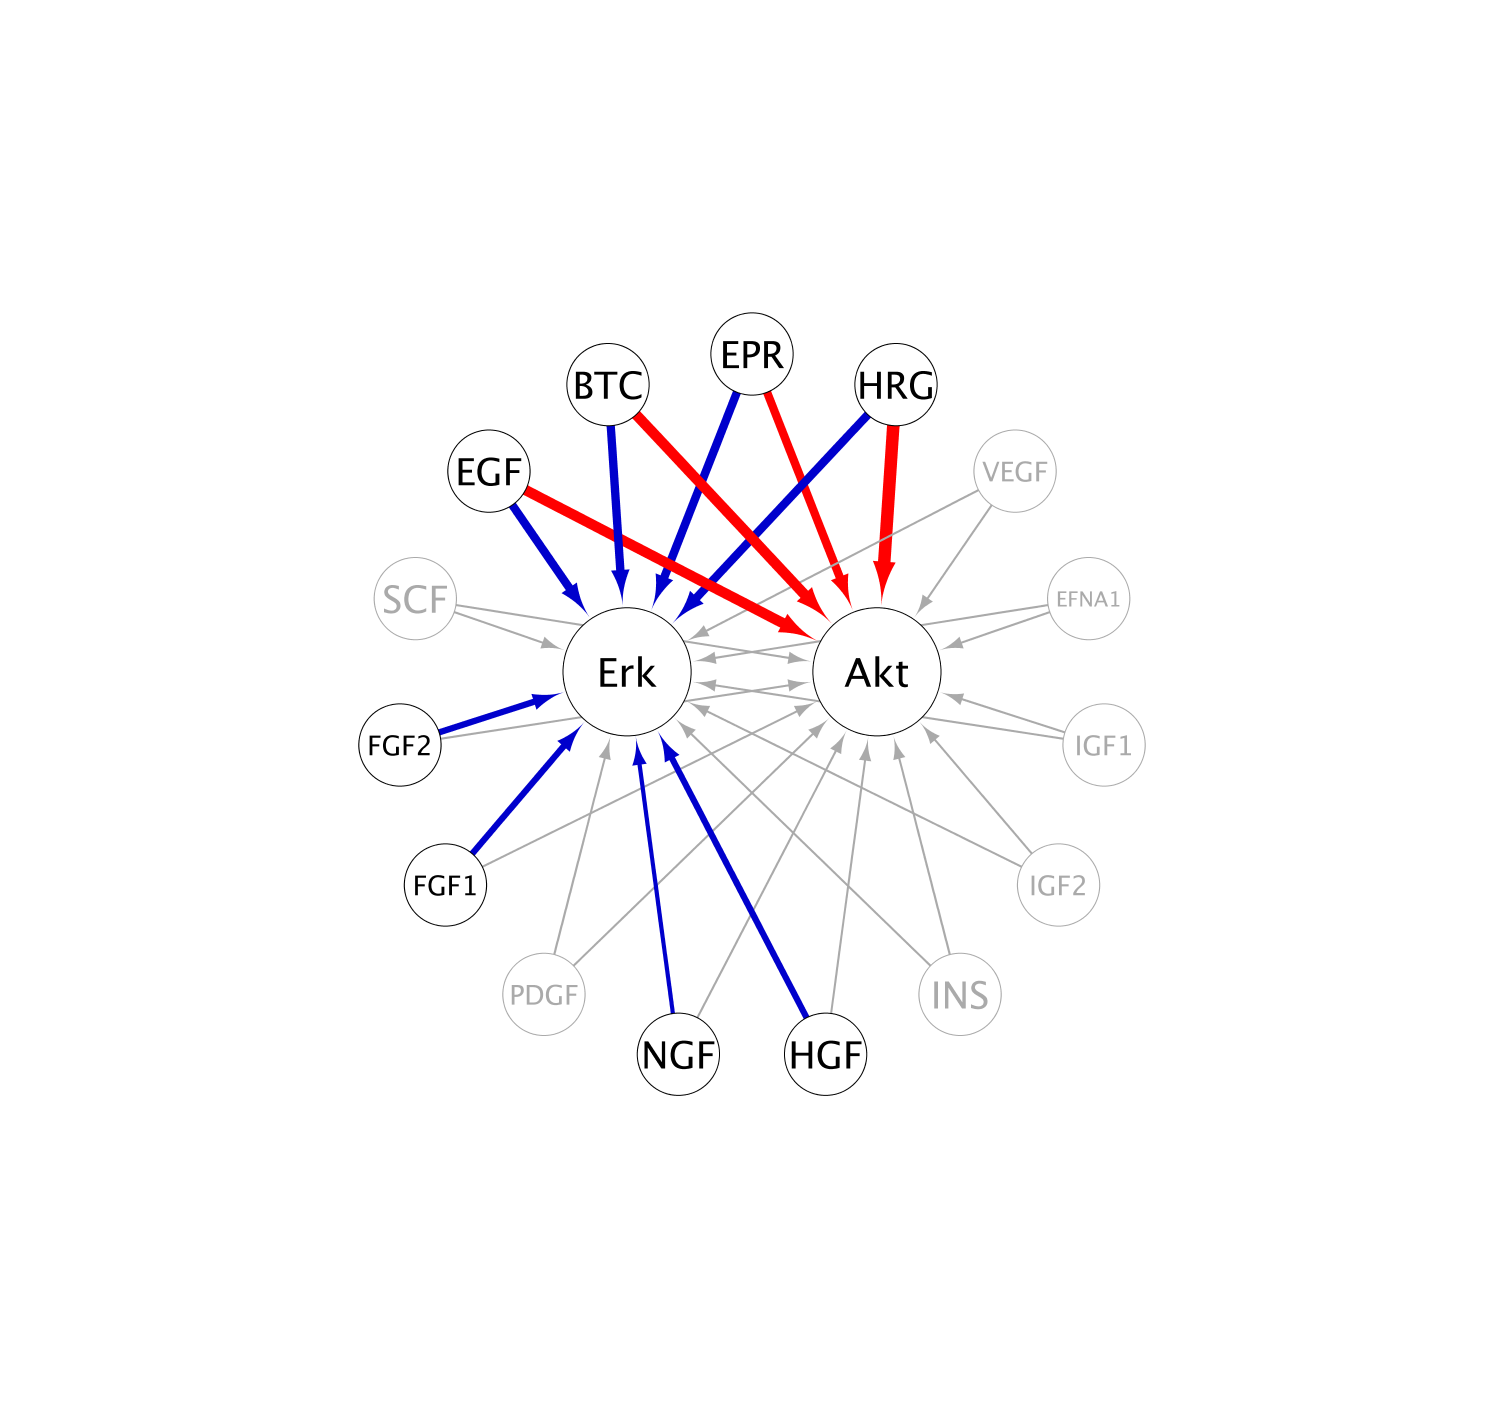 EPR
BTC
HRG
EGF
VEGF
SCF
EFNA1
Erk
Akt
FGF2
IGF1
FGF1
IGF2
PDGF
INS
NGF
HGF